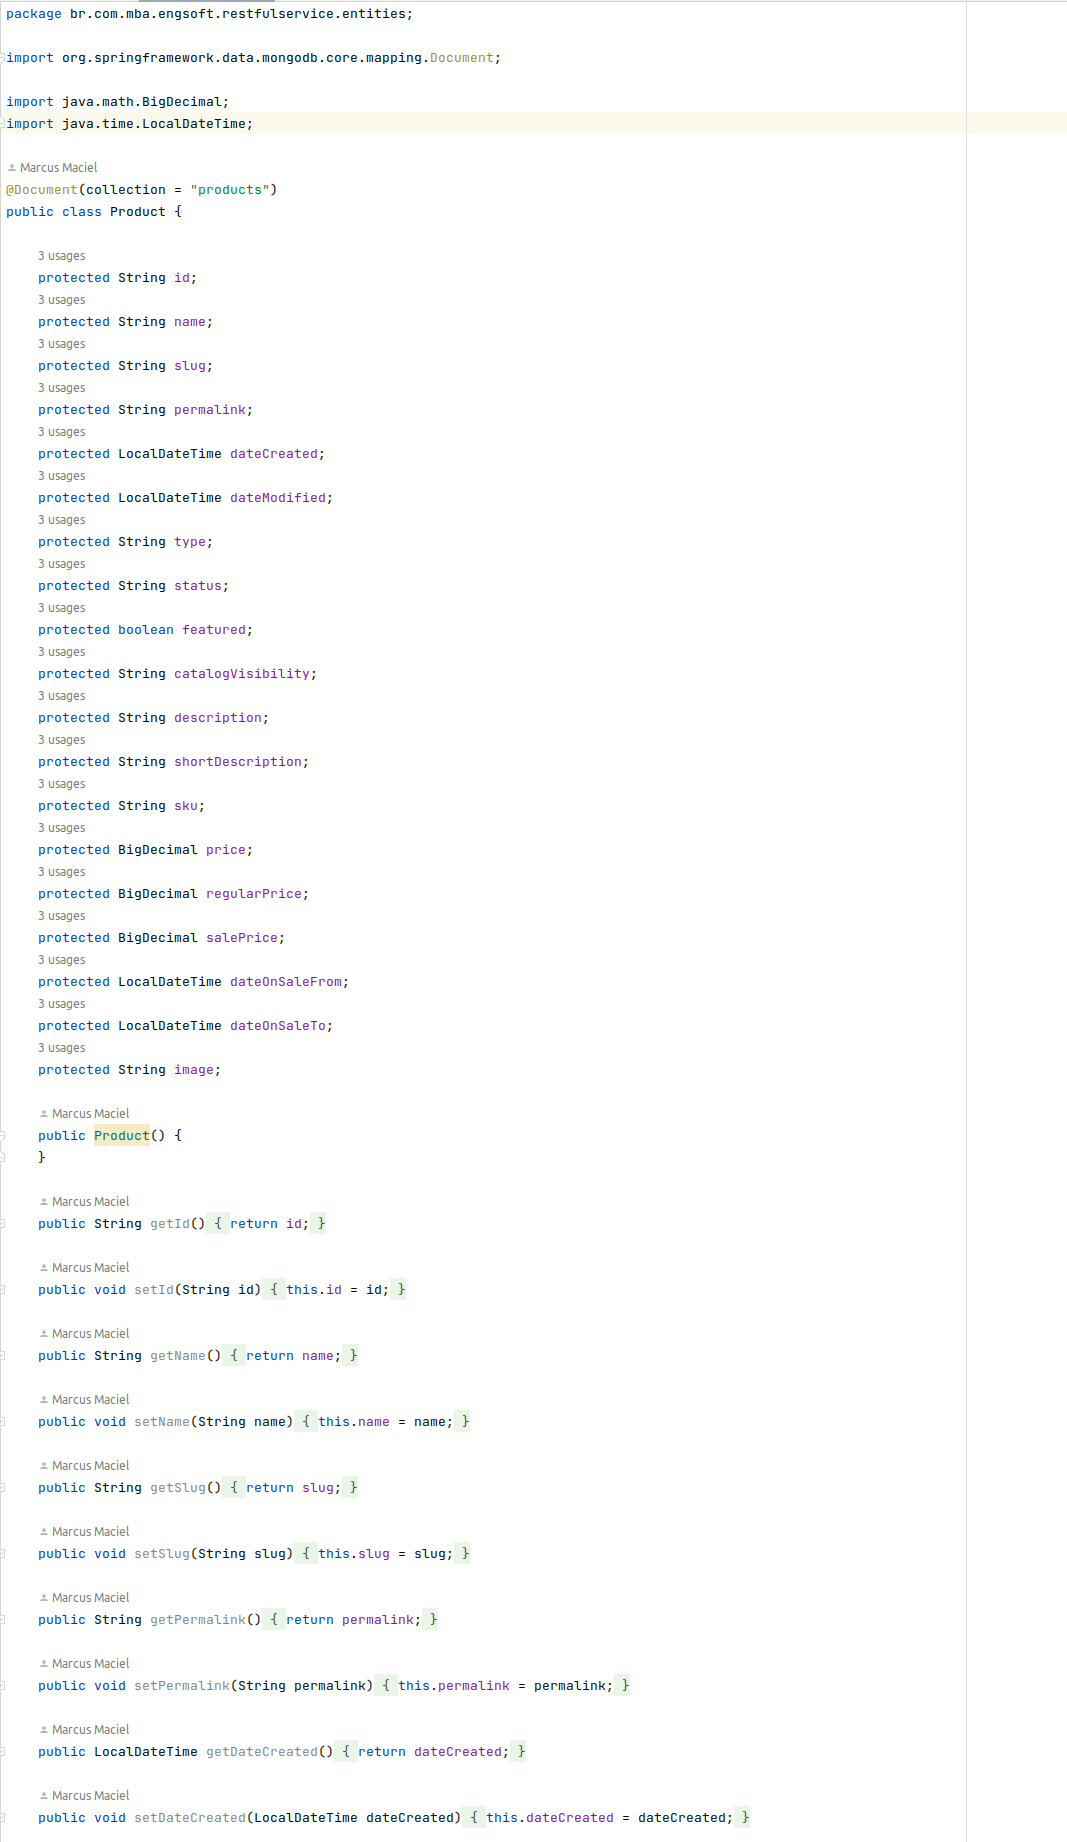 package br.com.mba.engsoft.restfulservice.entities;
import org.springframework.data.mongodb.core.mapping.Document;
import java.math.BigDecimal;
import java.time.LocalDateTime;
Marcus Maciel
@Document(collection = "products")
public class Product {
3 usages
protected String id;
3 usages
protected String name;
3 usages
protected String slug;
3 usages
protected String permalink;
3 usages
protected LocalDateTime dateCreated;
3 usages
protected LocalDateTime dateModified;
3 usages
protected String type;
3 usages
protected String status;
3 usages
protected boolean featured;
3 usages
protected String catalogVisibility;
3 usages
protected String description;
3 usages
protected String shortDescription;
3 usages
protected String sku;
3 usages
protected BigDecimal price;
3 usages
protected BigDecimal regularPrice;
3 usages
protected BigDecimal salePrice;
3 usages
protected LocalDateTime dateOnSaleFrom;
3 usages
protected LocalDateTime dateOnSaleTo;
3 usages
protected String image;
Marcus Maciel
public Product() {
}
Marcus Maciel
public String getId() { return id; }
Marcus Maciel
public void setId(String id) { this.id = id; }
Marcus Maciel
public String getName() { return name; }
Marcus Maciel
public void setName(String name) { this.name = name; }
Marcus Maciel
public String getSlug() { return slug; }
Marcus Maciel
public void setSlug(String slug) { this.slug = slug; }
Marcus Maciel
public String getPermalink() { return permalink; }
Marcus Maciel
public void setPermalink(String permalink) { this.permalink = permalink; }
Marcus Maciel
public LocalDateTime getDateCreated() { return dateCreated; }
Marcus Maciel
public void setDateCreated(LocalDateTime dateCreated) { this.dateCreated = dateCreated; }